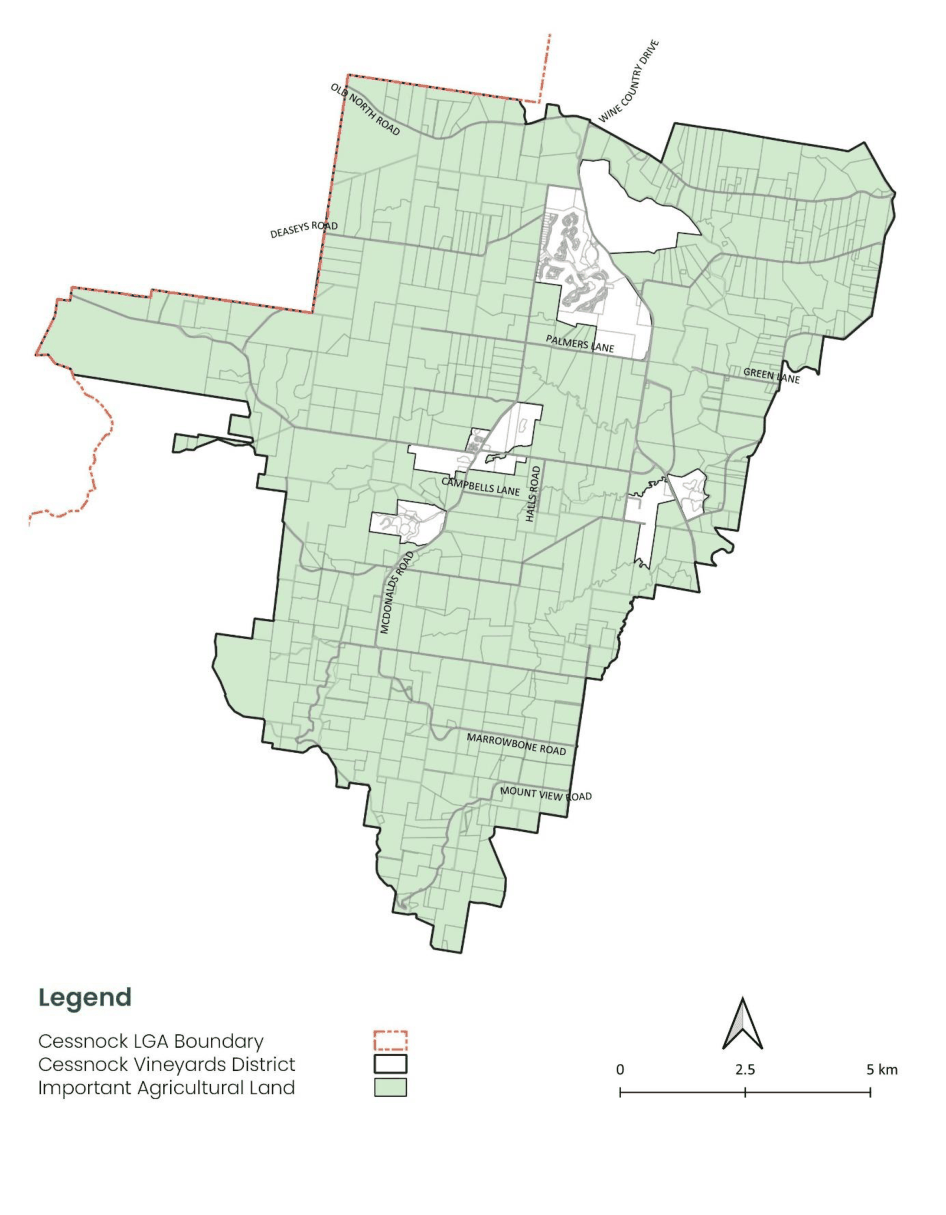 WINE COUNTRY DRIVE
OLD NORTH ROAD
DEASEYS ROAD
PALMERS LANE
GREEN LANE
CAMPBELLS LANE
HALLS ROAD
MCDONALDS ROAD
MARROWBONE ROAD
MOUNT VIEW ROAD
Legend
Cessnock LGA Boundary
Cessnock Vineyards District
Important Agricultural Land
0 2.5 5 km